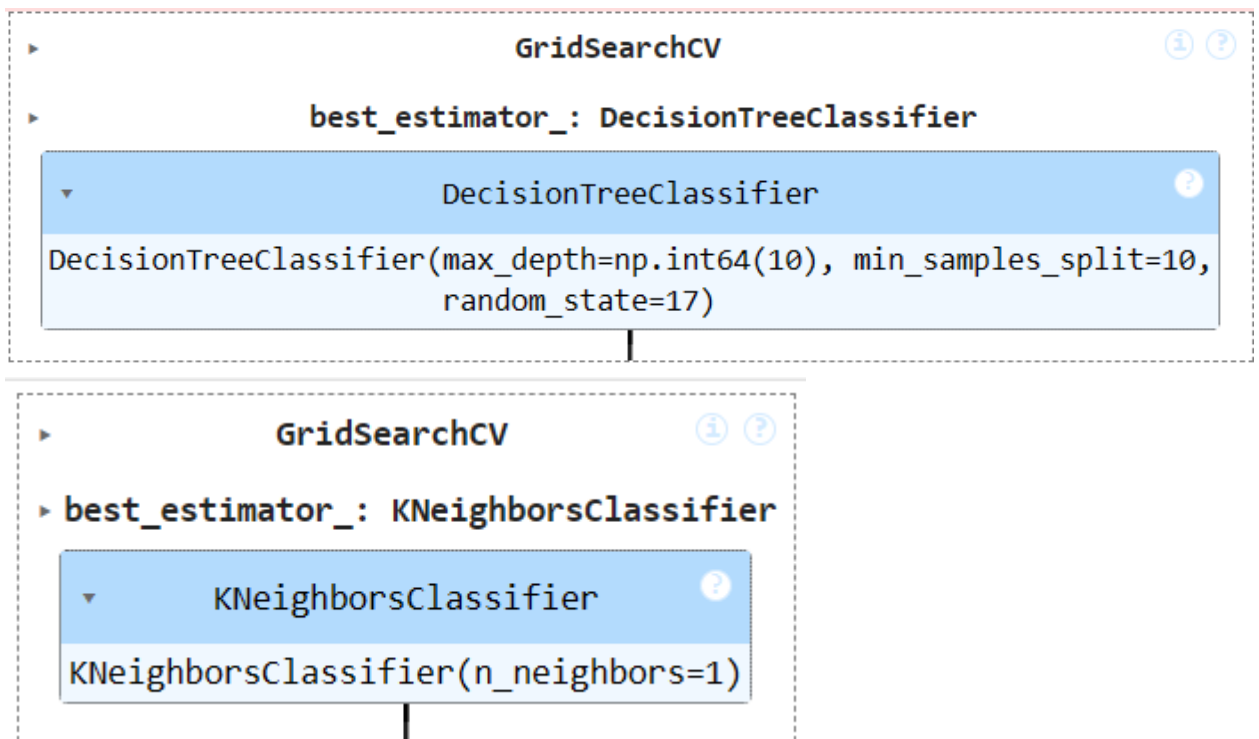 GridSearchCV
best_estimator_: DecisionTreeClassifier
DecisionTreeClassifier
DecisionTreeClassifier(max_depth=np.int64(10), min_samples_split=10,
random_state=17)
GridSearchCV
best_estimator_: KNeighborsClassifier
KNeighborsClassifier
KNeighborsClassifier(n_neighbors=1)